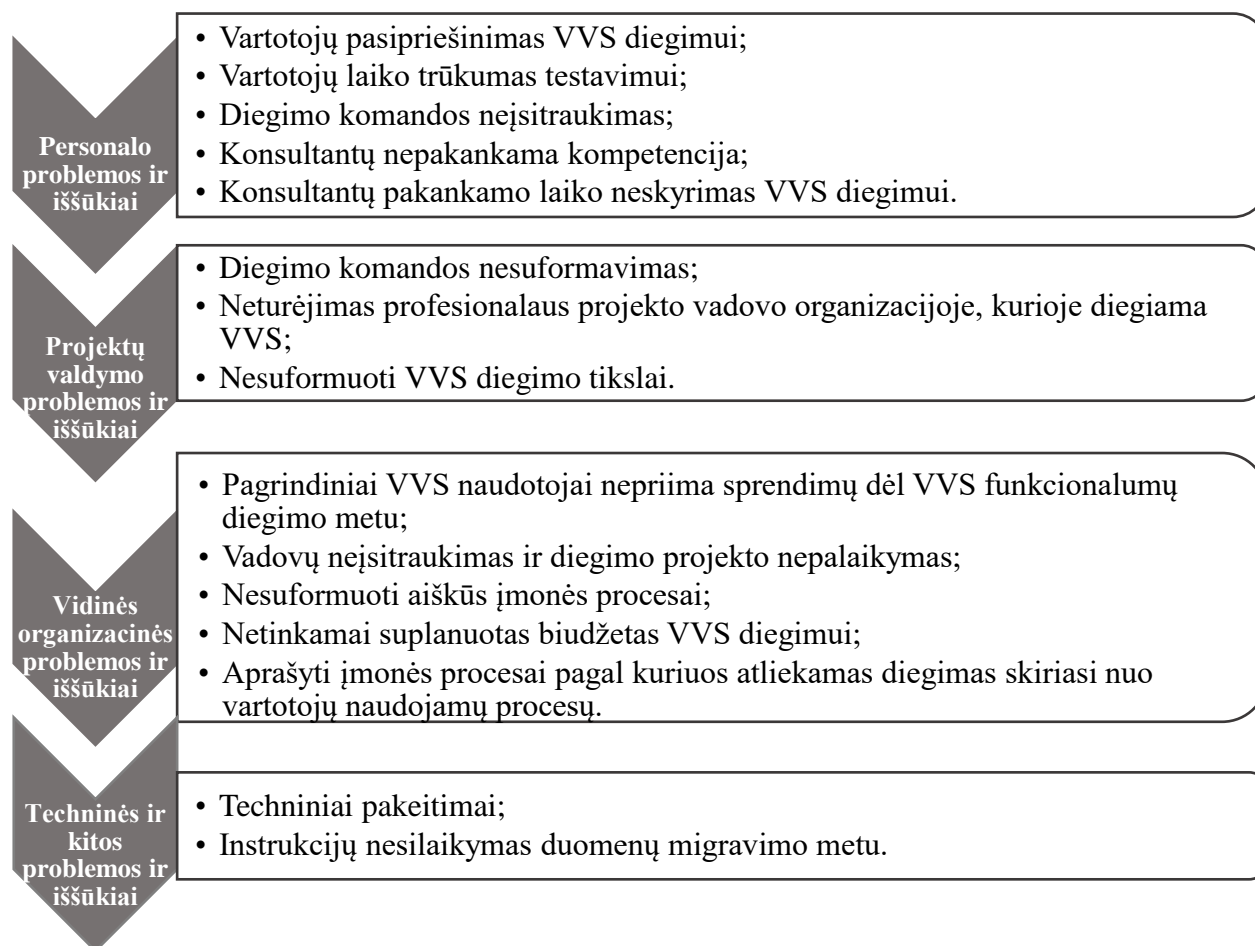 Personalo
problemos ir
iššūkiai
• Vartotojų pasipriešinimas VVS diegimui;
• Vartotojų laiko trūkumas testavimui;
• Diegimo komandos neįsitraukimas;
• Konsultantų nepakankama kompetencija;
• Konsultantų pakankamo laiko neskyrimas VVS diegimui.
Projektų
valdymo
problemos ir
iššūkiai
• Diegimo komandos nesuformavimas;
• Neturėjimas profesionalaus projekto vadovo organizacijoje, kurioje diegiama
VVS;
• Nesuformuoti VVS diegimo tikslai.
Vidinės
organizacinės
problemos ir
iššūkiai
• Pagrindiniai VVS naudotojai nepriima sprendimų dėl VVS funkcionalumų
diegimo metu;
• Vadovų neįsitraukimas ir diegimo projekto nepalaikymas;
• Nesuformuoti aiškūs įmonės procesai;
• Netinkamai suplanuotas biudžetas VVS diegimui;
• Aprašyti įmonės procesai pagal kuriuos atliekamas diegimas skiriasi nuo
vartotojų naudojamų procesų.
Techninės ir
kitos
problemos ir
iššūkiai
• Techniniai pakeitimai;
• Instrukcijų nesilaikymas duomenų migravimo metu.